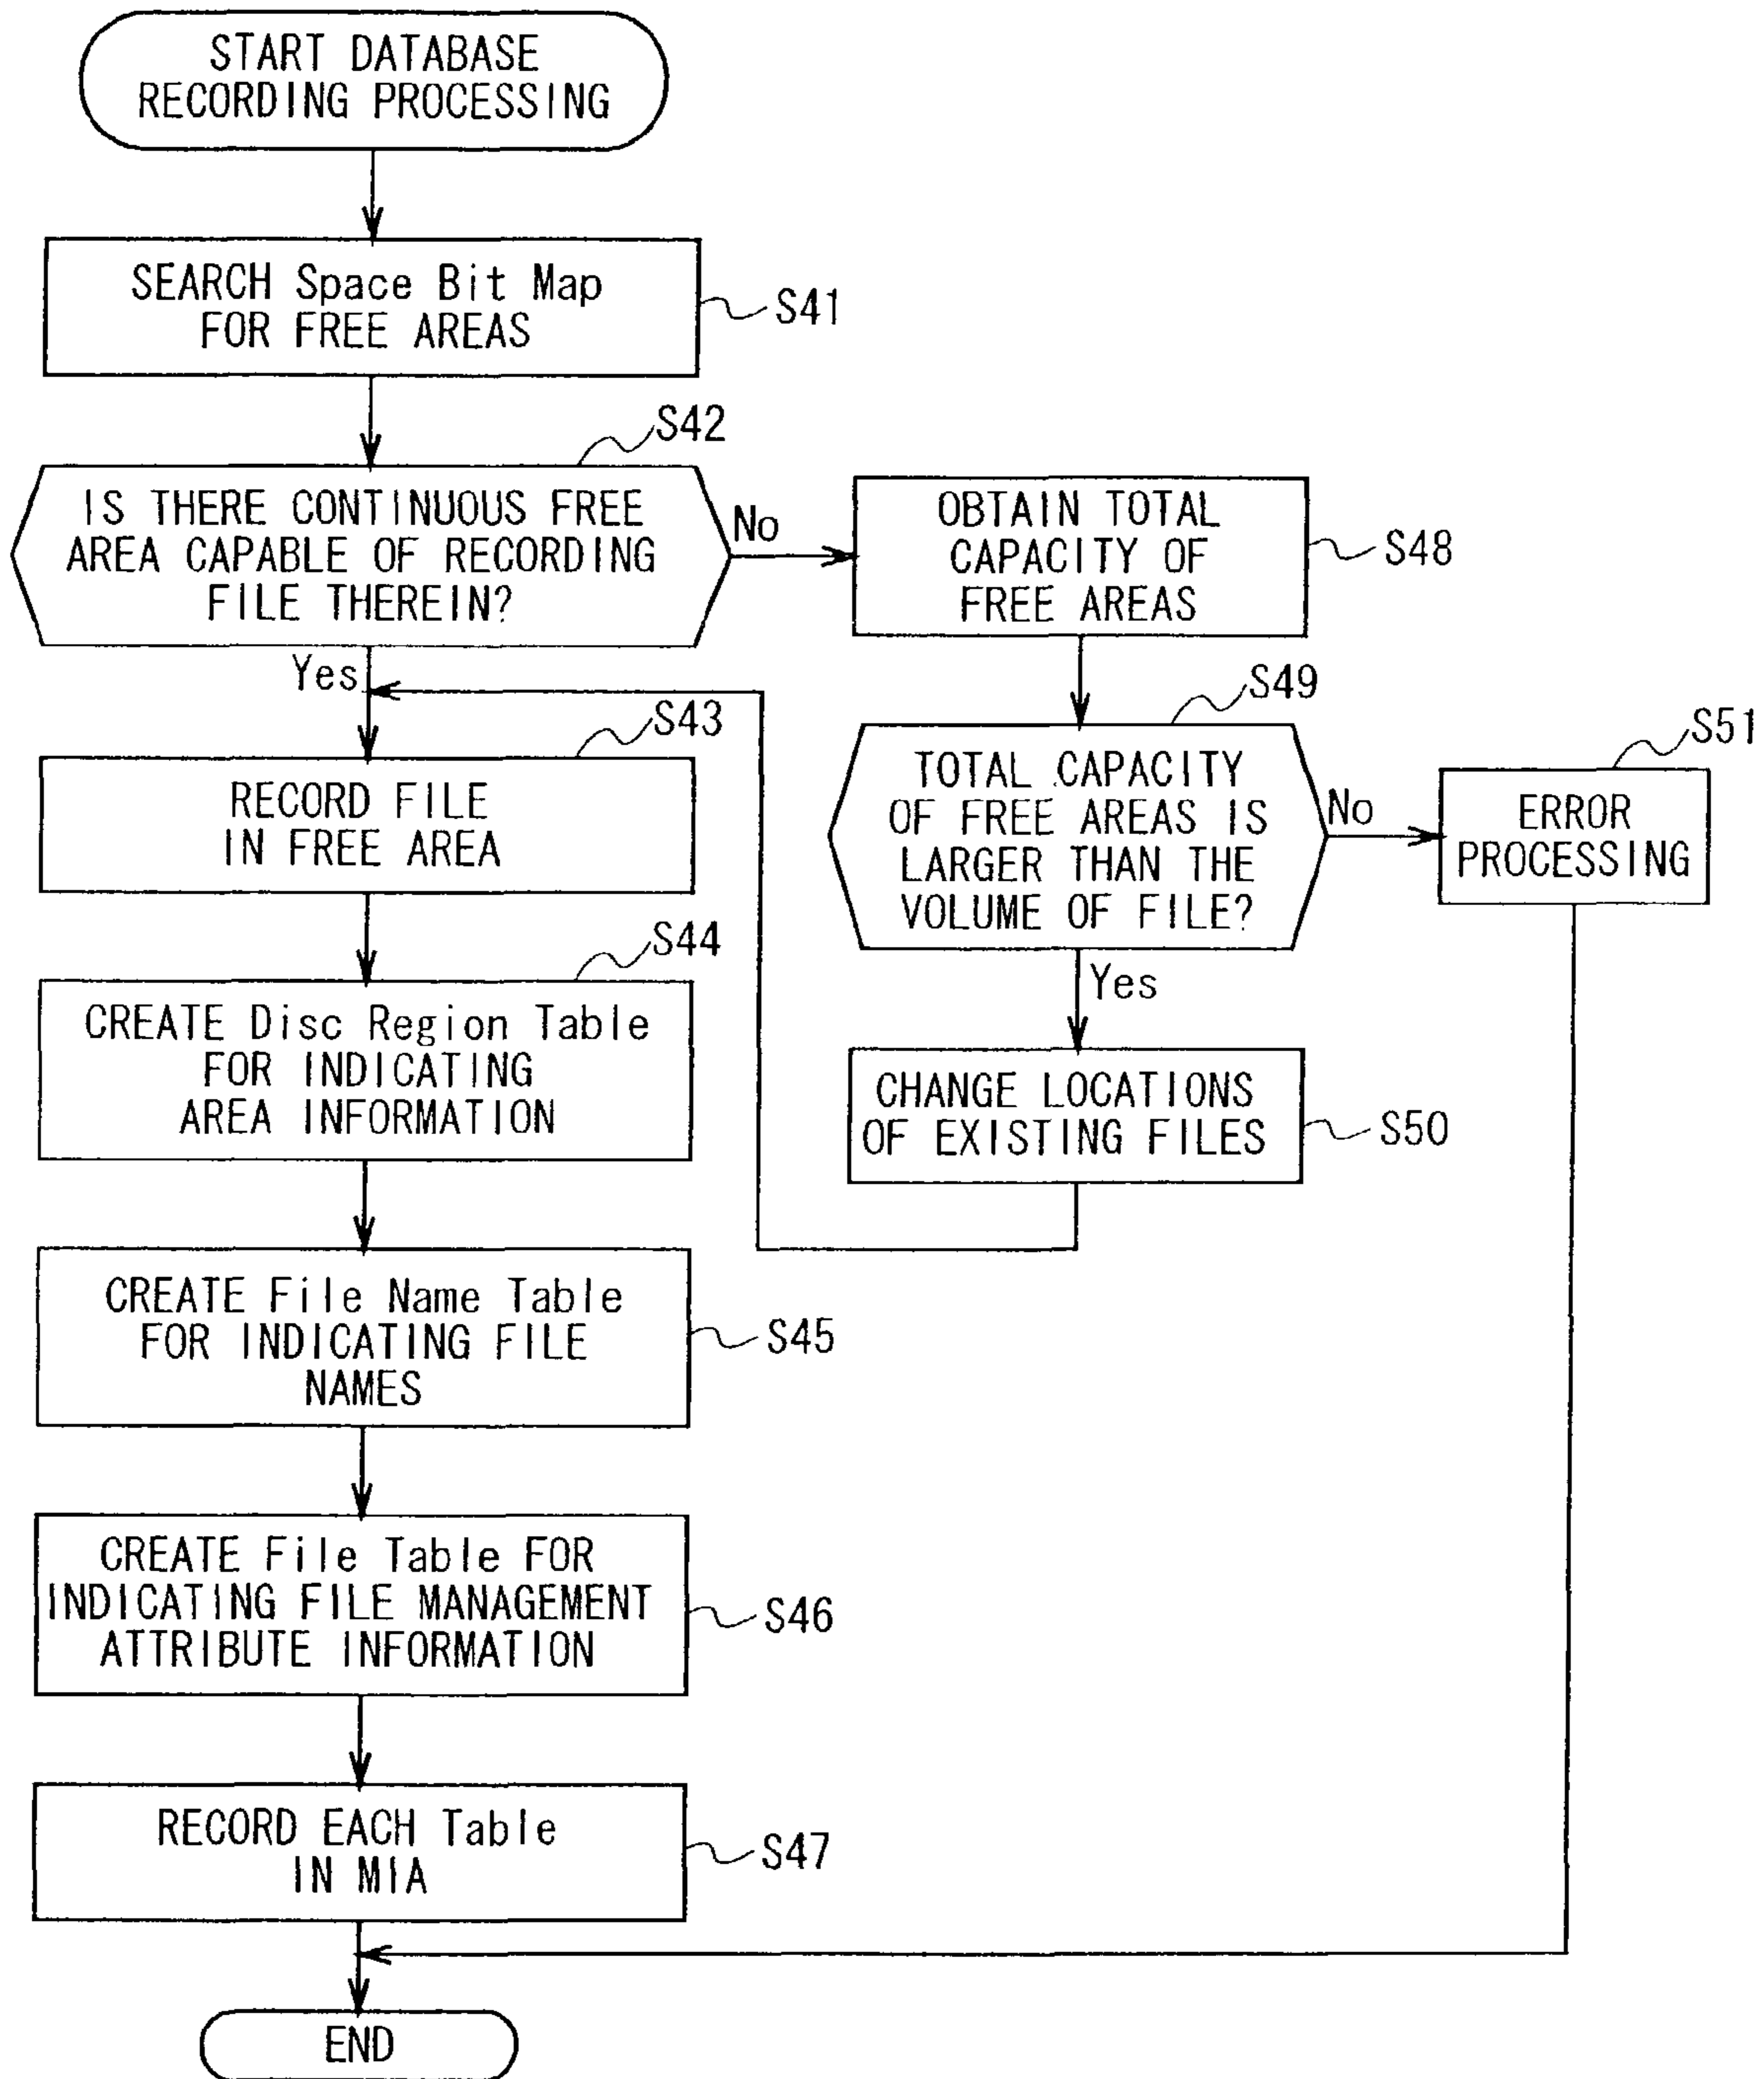 START DATABASE
RECORDING PROCESSING
SEARCH Space Bit Map
FOR FREE AREAS
S41
S42
IS THERE CONTINUOUS FREE
AREA CAPABLE OF RECORDING
FILE THEREIN?
No
Yes
OBTAIN TOTAL
CAPACITY OF
FREE AREAS
S48
S49
TOTAL CAPACITY
OF FREE AREAS IS
LARGER THAN THE
VOLUME OF FILE?
No
Yes
S51
ERROR
PROCESSING
CHANGE LOCATIONS
OF EXISTING FILES
S50
S43
RECORD FILE
IN FREE AREA
S44
CREATE Disc Region Table
FOR INDICATING
AREA INFORMATION
CREATE File Name Table
FOR INDICATING FILE
NAMES
S45
CREATE File Table FOR
INDICATING FILE MANAGEMENT
ATTRIBUTE INFORMATION
S46
RECORD EACH Table
IN MIA
S47
END